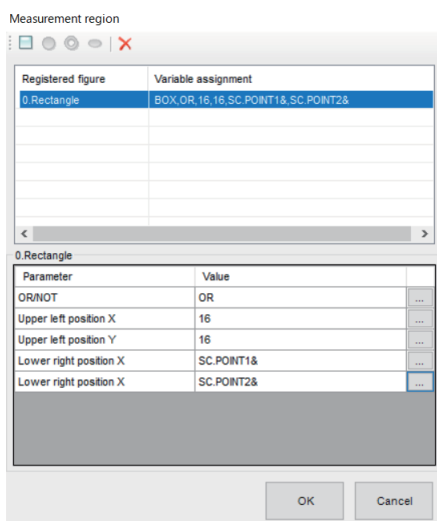 Measurement region
Registered figure Variable assignment
0.Rectangle BOX,OR,16,16,SC.POINT1&,SC.POINT2&
0.Rectangle
Parameter Value
OR/NOT OR ...
Upper left position X 16 ...
Upper left position Y 16 ...
Lower right position X SC.POINT1& ...
Lower right position X SC.POINT2& ...
OK Cancel